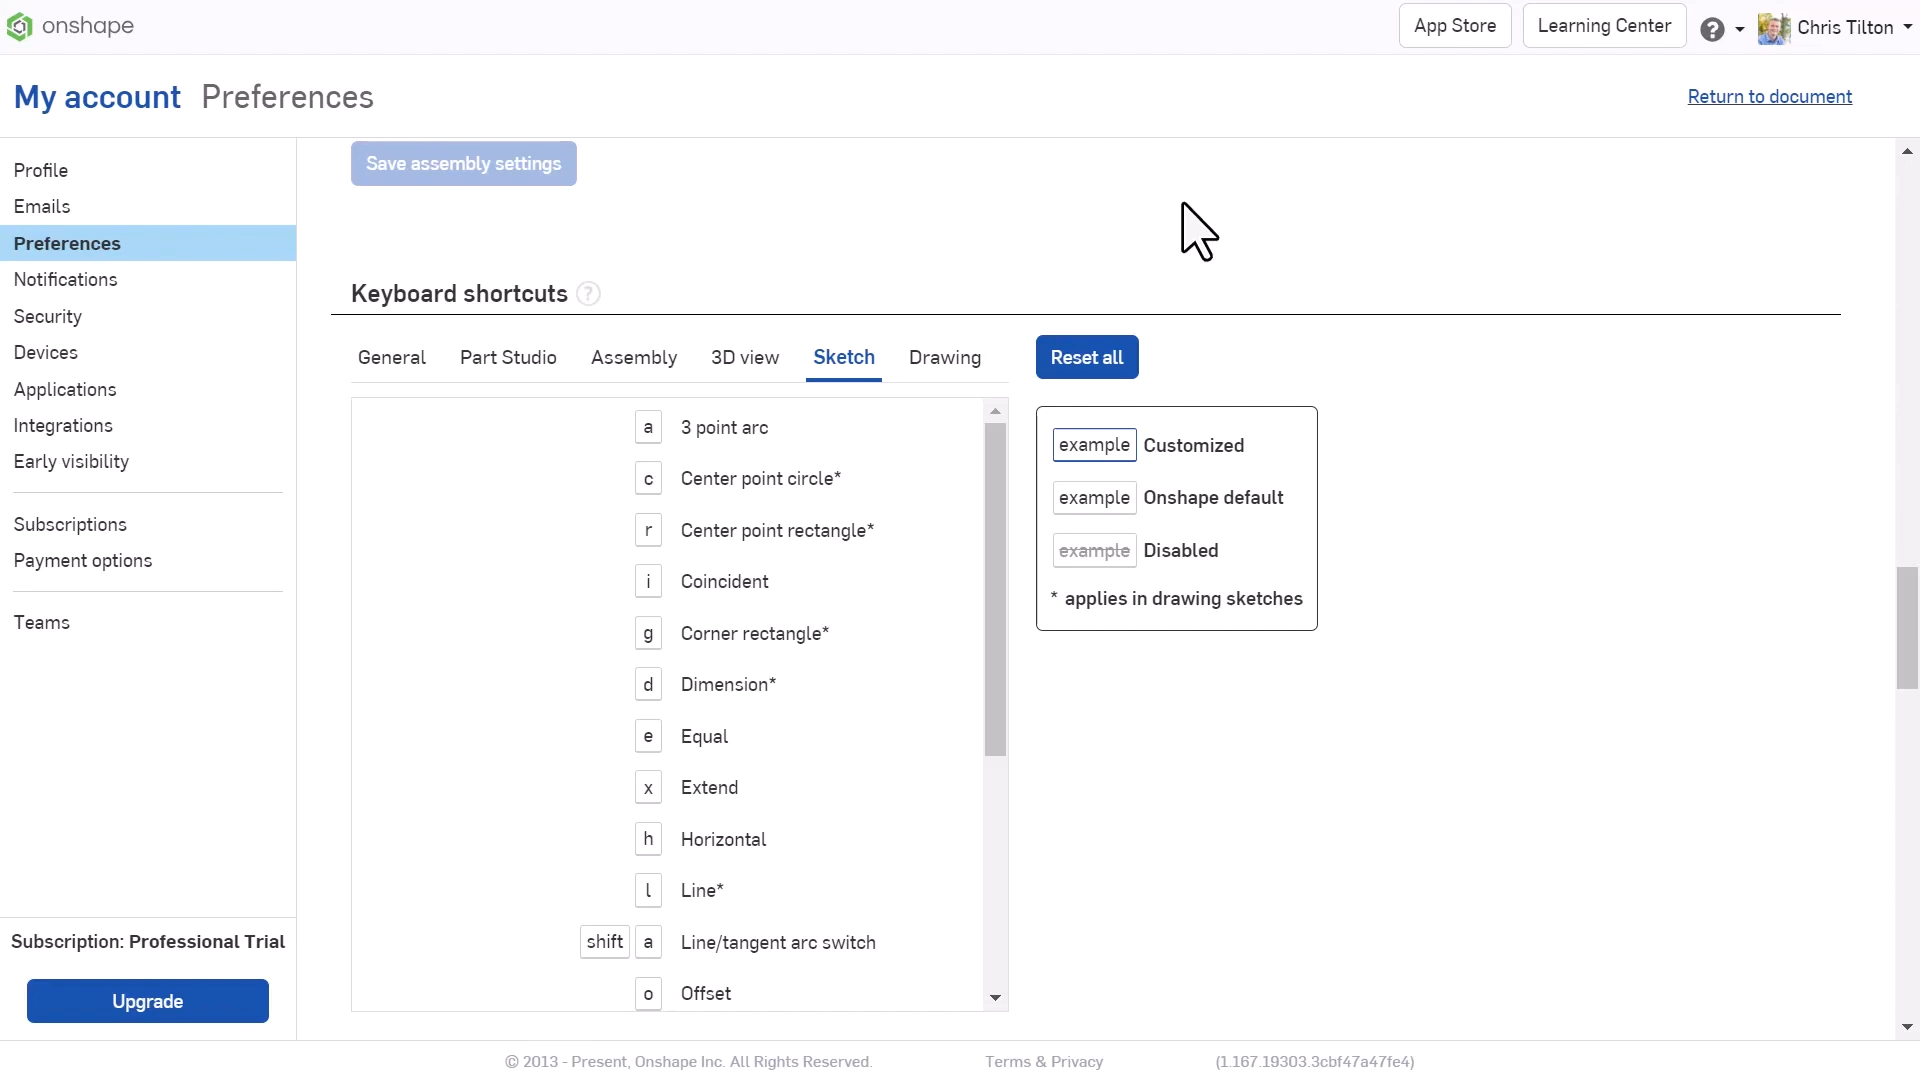 onshape
App Store
Learning Center
?
Chris Tilton
My account Preferences
Return to document
Profile
Emails
Preferences
Notifications
Security
Devices
Applications
Integrations
Early visibility
Subscriptions
Payment options
Teams
Subscription: Professional Trial
Upgrade
Save assembly settings
Keyboard shortcuts ?
General Part Studio Assembly 3D view Sketch Drawing
Reset all
a 3 point arc
c Center point circle*
r Center point rectangle*
i Coincident
g Corner rectangle*
d Dimension*
e Equal
x Extend
h Horizontal
l Line*
shift a Line/tangent arc switch
o Offset
example Customized
example Onshape default
example Disabled
* applies in drawing sketches
© 2013 - Present, Onshape Inc. All Rights Reserved.
Terms & Privacy
(1.167.19303.3cbf47a47fe4)